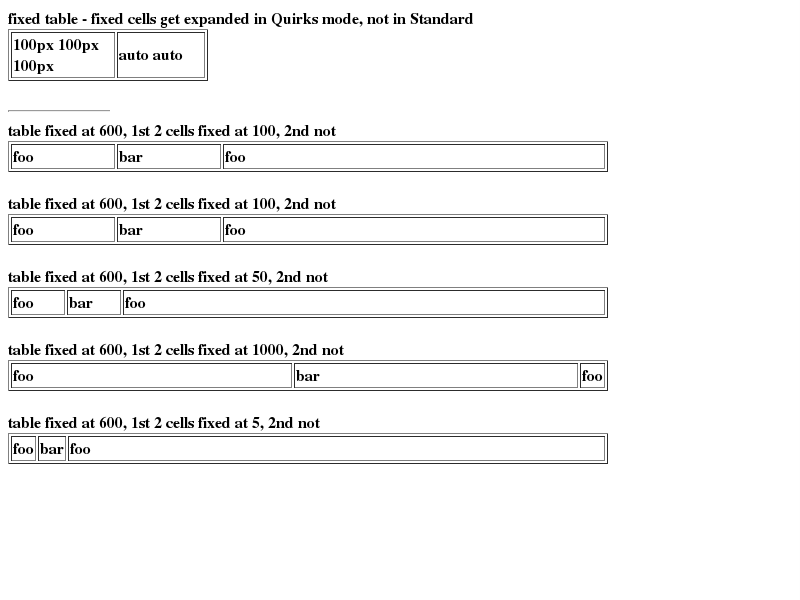 fixed table - fixed cells get expanded in Quirks mode, not in Standard
100px 100px auto auto
100px
table fixed at 600, 1st 2 cells fixed at 100, 2nd not
foo bar foo
table fixed at 600, 1st 2 cells fixed at 100, 2nd not
foo bar foo
table fixed at 600, 1st 2 cells fixed at 50, 2nd not
foo bar foo
table fixed at 600, 1st 2 cells fixed at 1000, 2nd not
foo bar foo
table fixed at 600, 1st 2 cells fixed at 5, 2nd not
foo bar foo